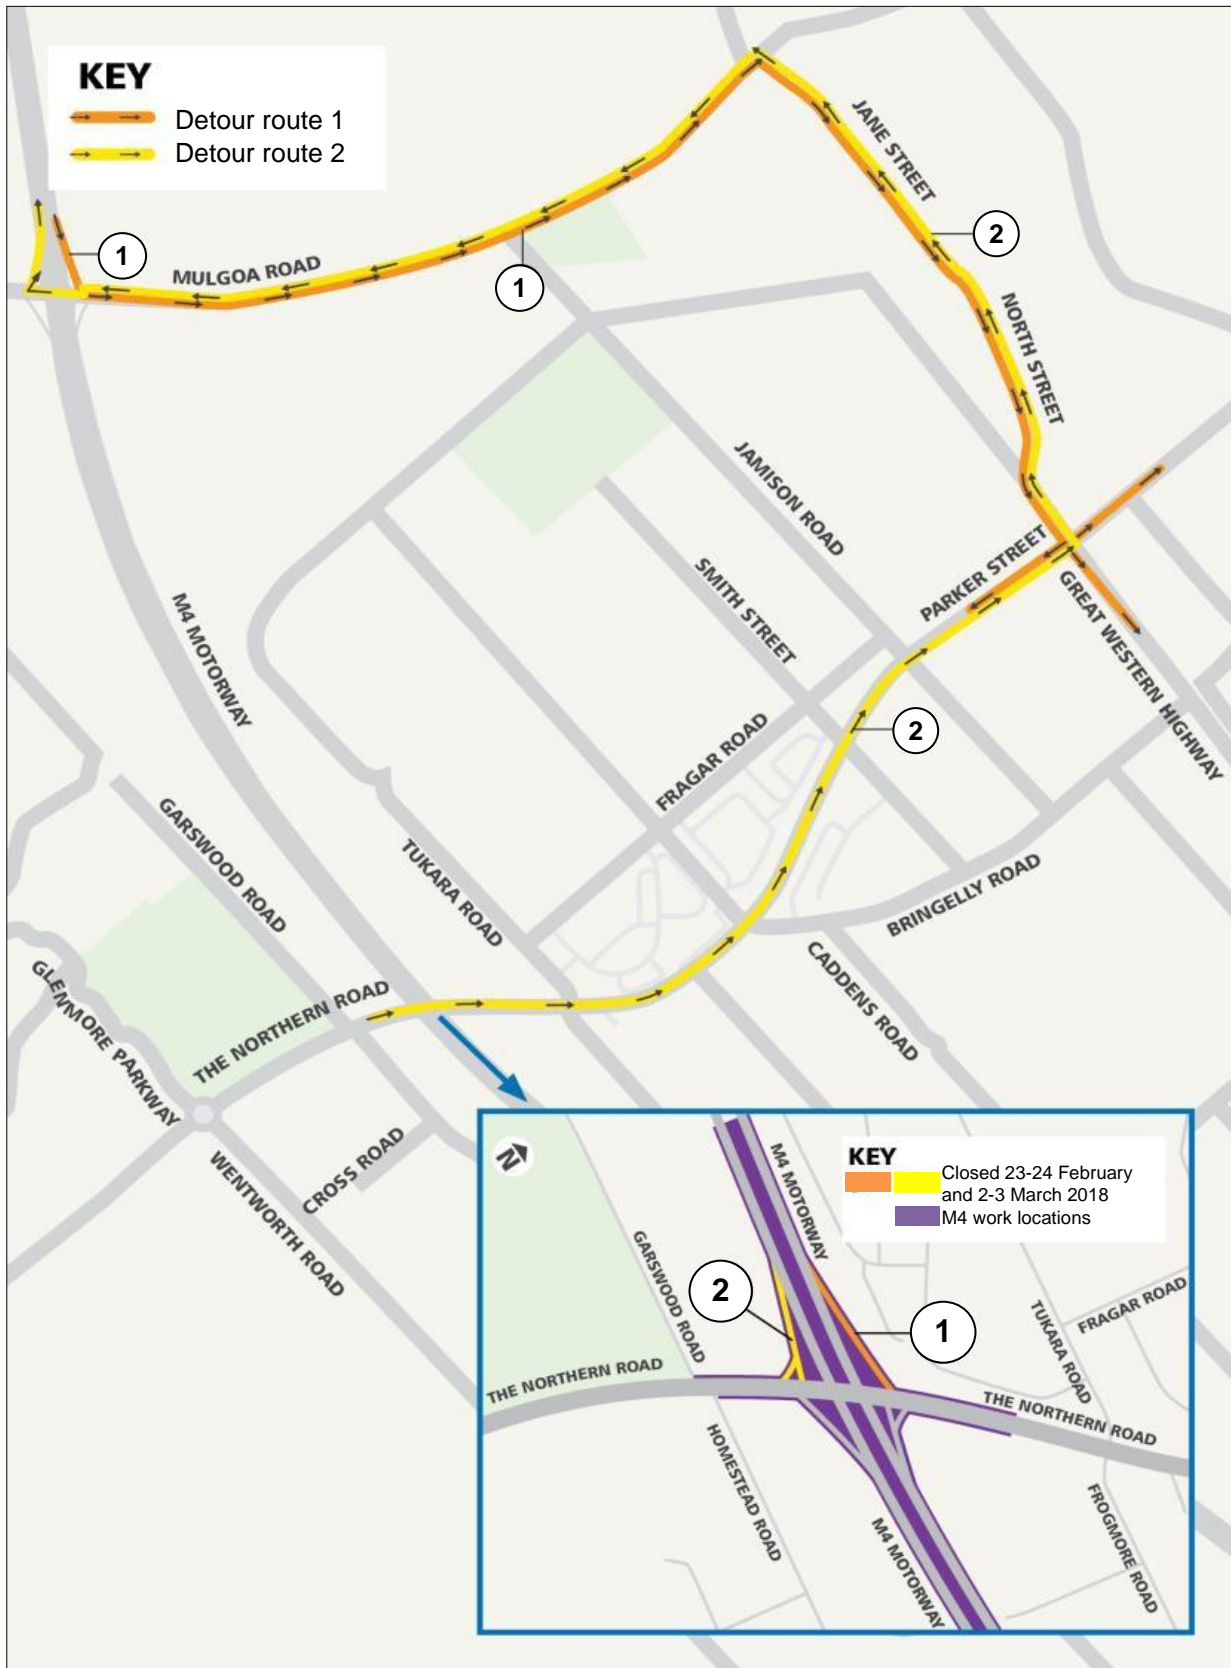 KEY
Detour route 1
Detour route 2
JANE STREET
2
1
MULGOA ROAD
1
NORTH STREET
JAMISON ROAD
PARKER STREET
SMITH STREET
GREAT WESTERN HIGHWAY
M4 MOTORWAY
2
FRAGAR ROAD
GARSWOOD ROAD
TUKARA ROAD
BRINGELLY ROAD
CADDENS ROAD
GLENMORE PARKWAY
THE NORTHERN ROAD
CROSS ROAD
WENTWORTH ROAD
N
M4 MOTORWAY
KEY
Closed 23-24 February
and 2-3 March 2018
M4 work locations
GARSWOOD ROAD
2
1
TUKARA ROAD
FRAGAR ROAD
THE NORTHERN ROAD
THE NORTHERN ROAD
HOMESTEAD ROAD
M4 MOTORWAY
FROGMORE ROAD